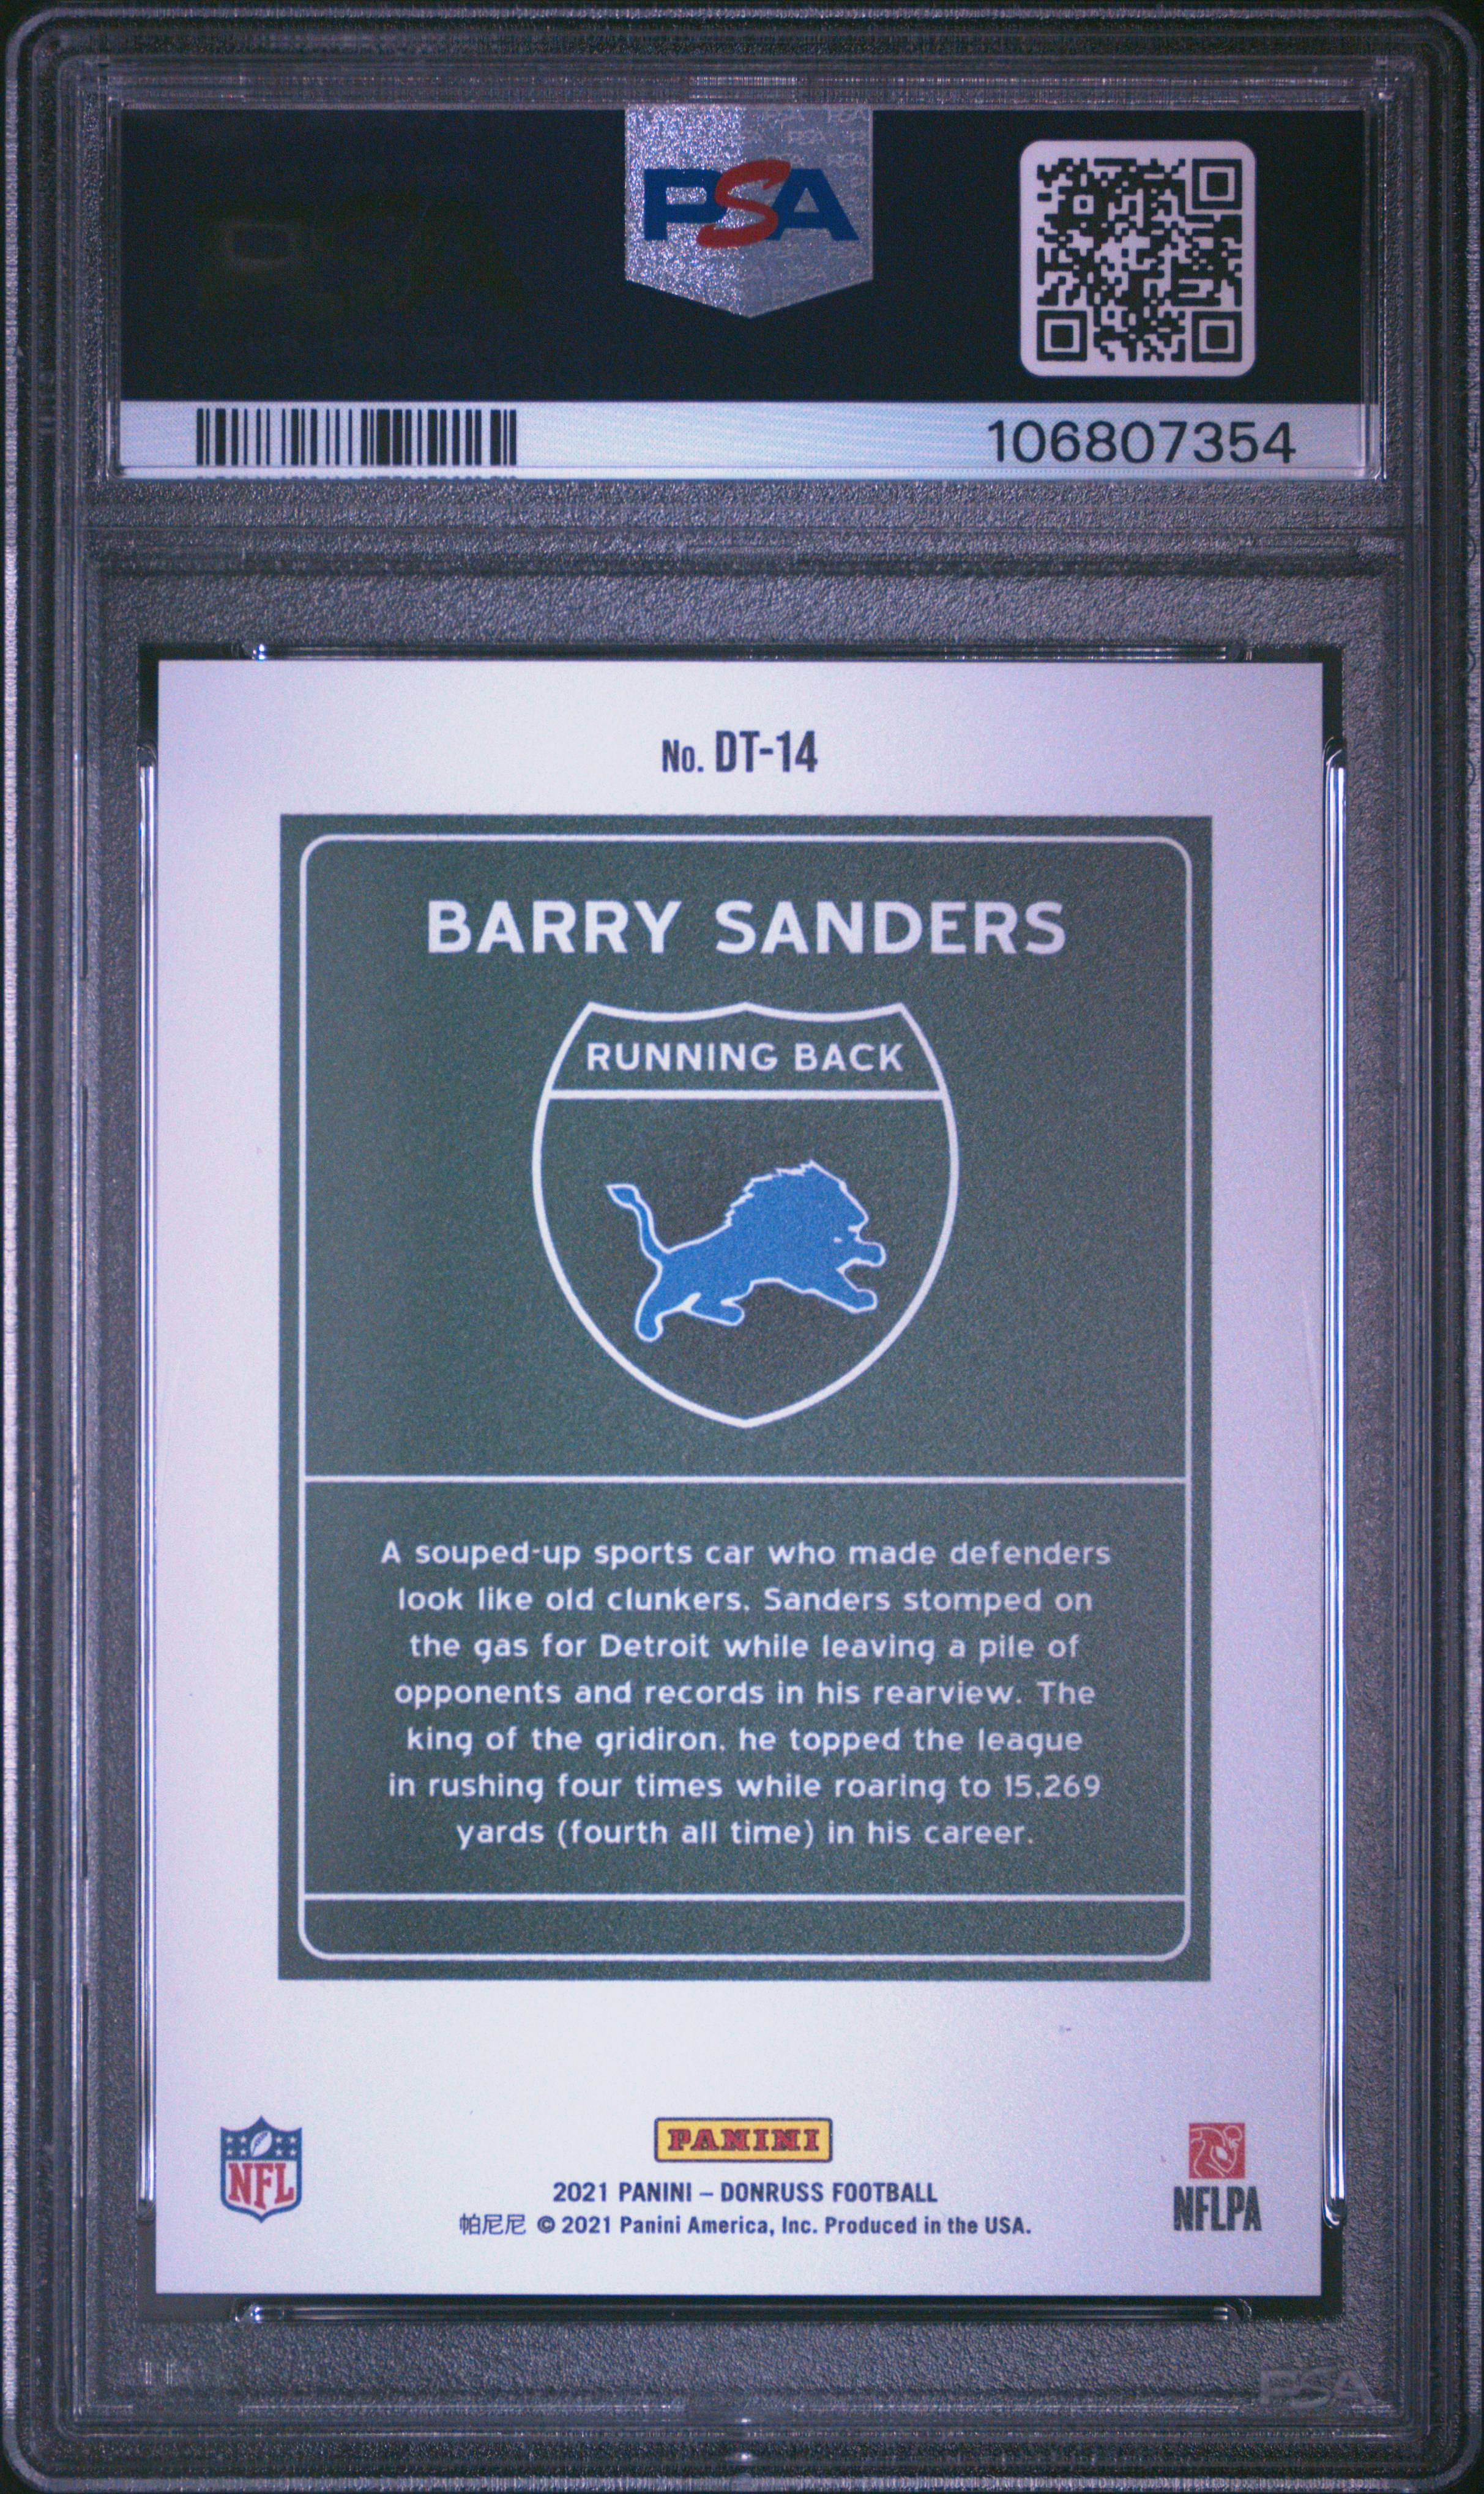 PSA
106807354
No. DT-14
BARRY SANDERS
RUNNING BACK
A souped-up sports car who made defenders
look like old clunkers, Sanders stomped on
the gas for Detroit while leaving a pile of
opponents and records in his rearview. The
king of the gridiron, he topped the league
in rushing four times while roaring to 15,269
yards (fourth all time) in his career.
NFL
PANINI
2021 PANINI – DONRUSS FOOTBALL
帕尼尼 © 2021 Panini America, Inc. Produced in the USA.
NFLPA
PSA